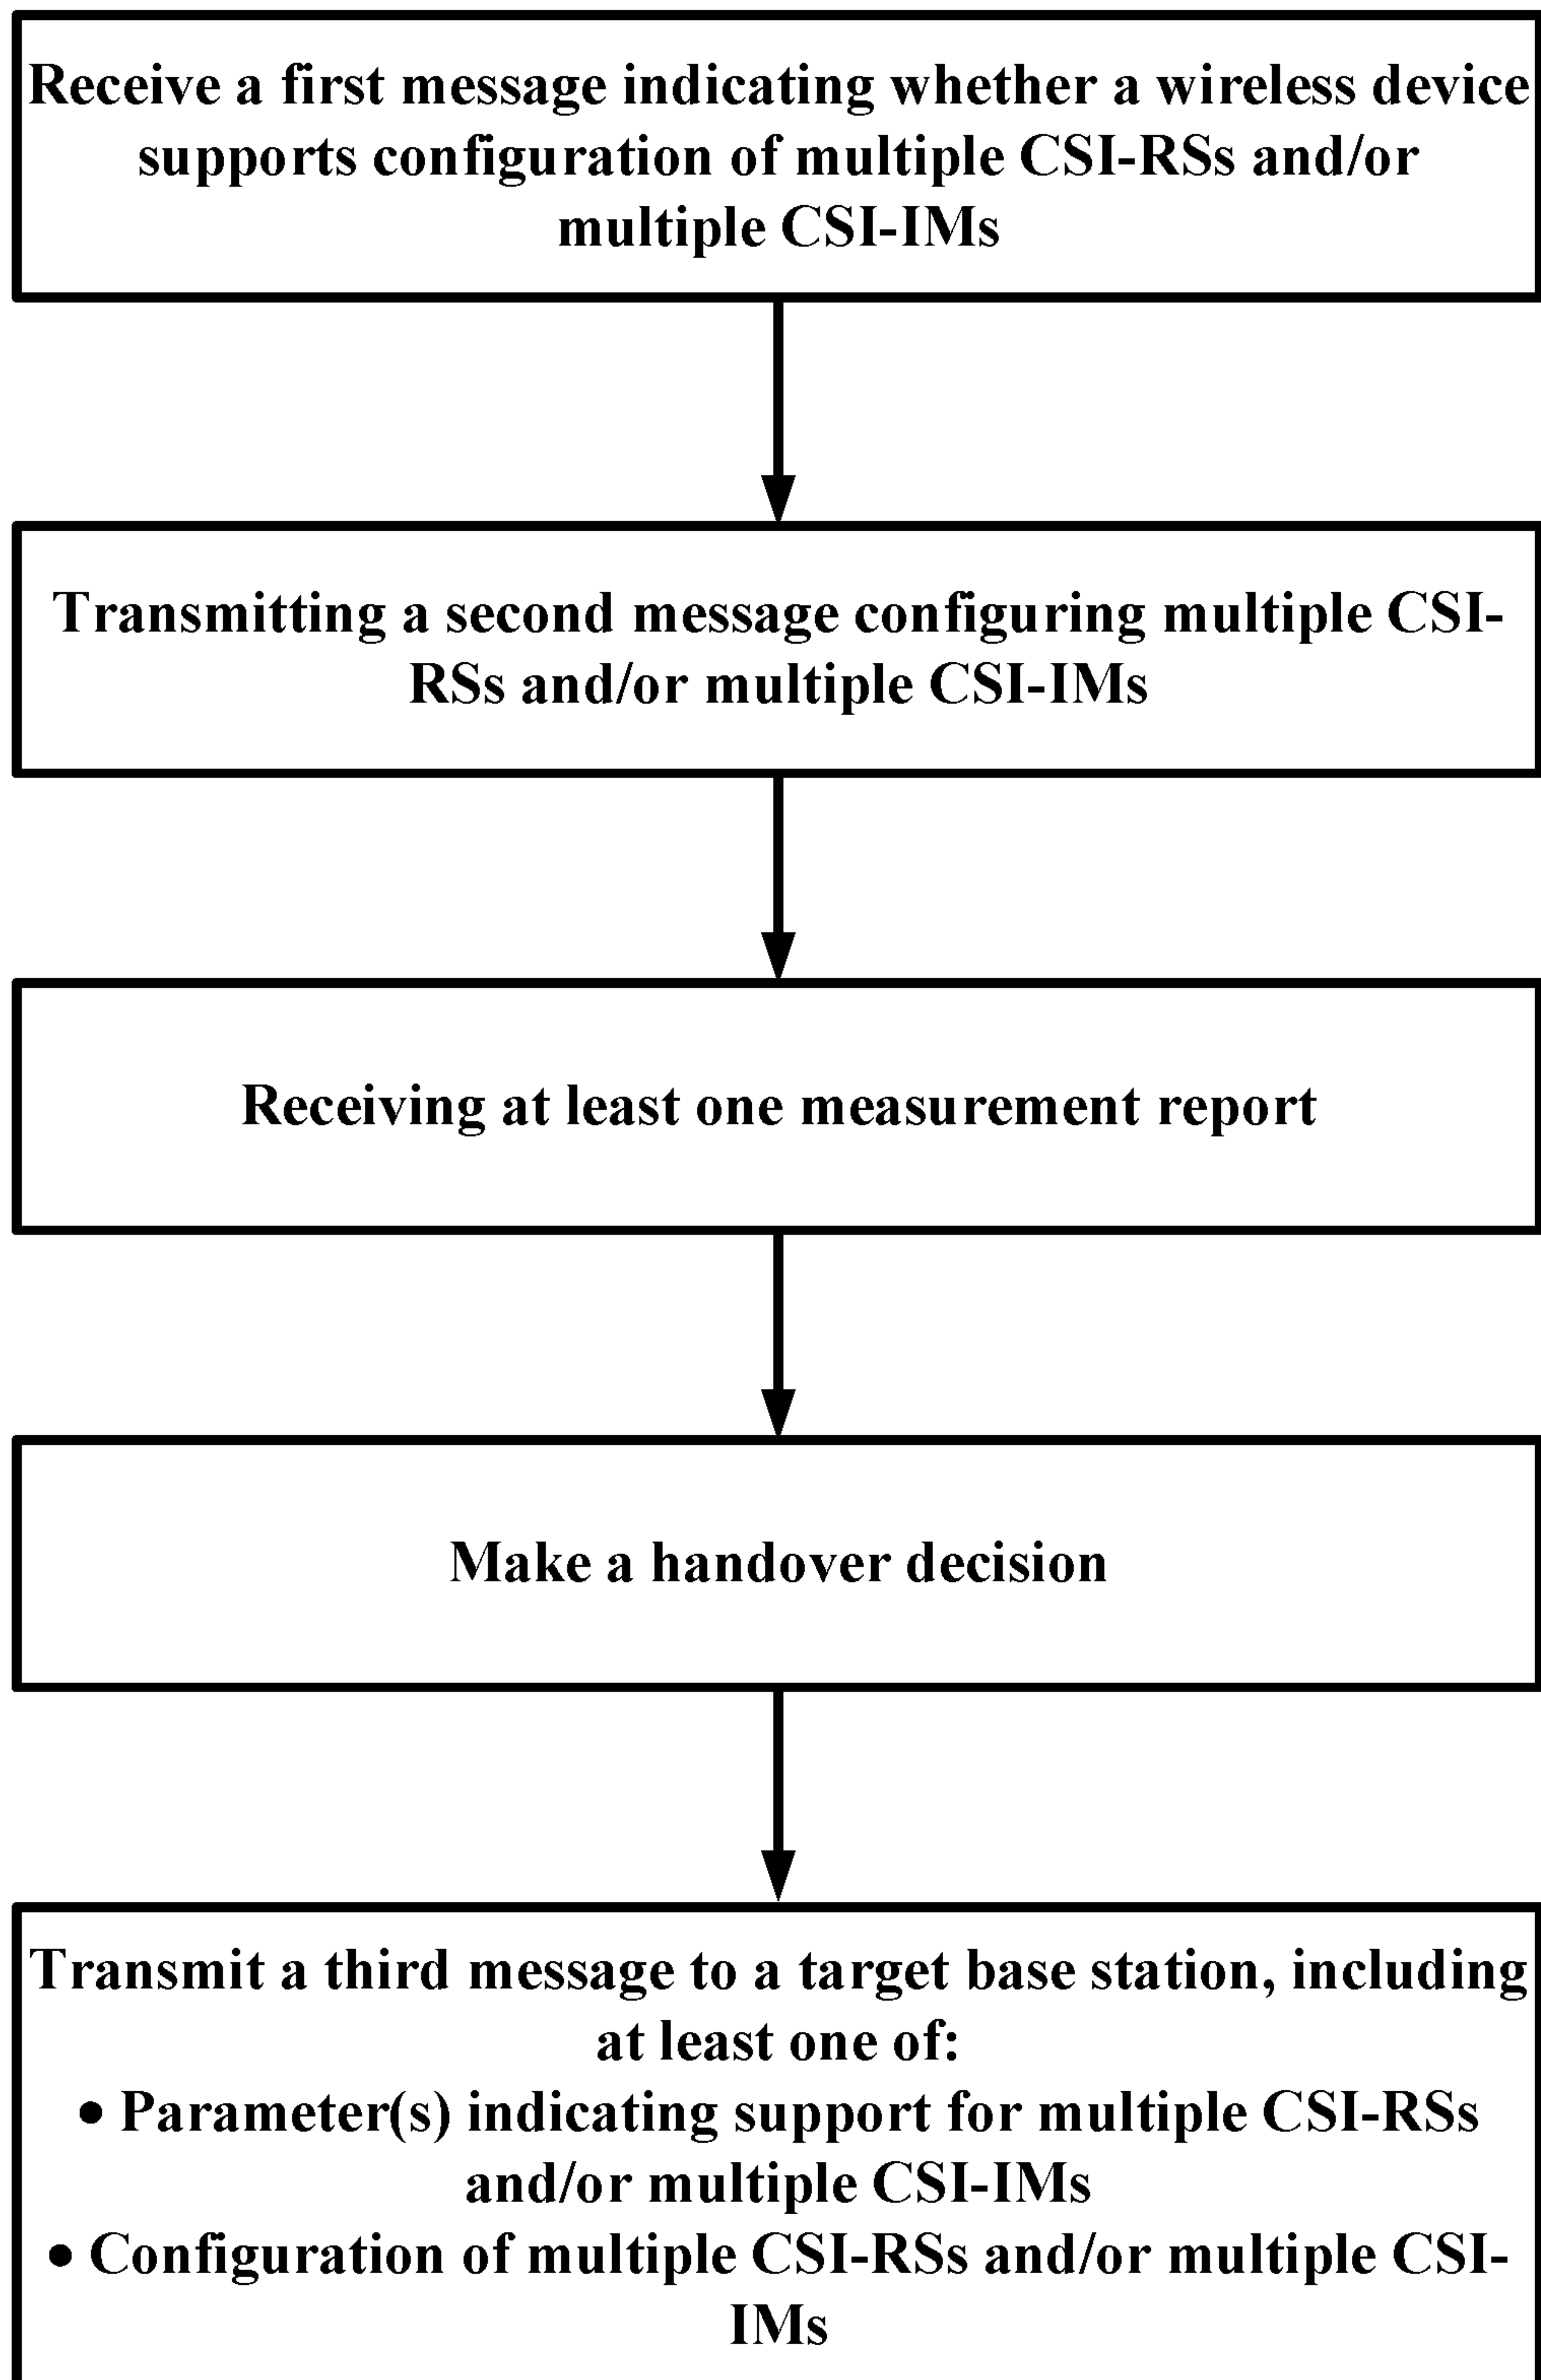 Receive a first message indicating whether a wireless device
supports configuration of multiple CSI-RSs and/or
multiple CSI-IMs
Transmitting a second message configuring multiple CSI-
RSs and/or multiple CSI-IMs
Receiving at least one measurement report
Make a handover decision
Transmit a third message to a target base station, including
at least one of:
• Parameter(s) indicating support for multiple CSI-RSs
and/or multiple CSI-IMs
• Configuration of multiple CSI-RSs and/or multiple CSI-
IMs